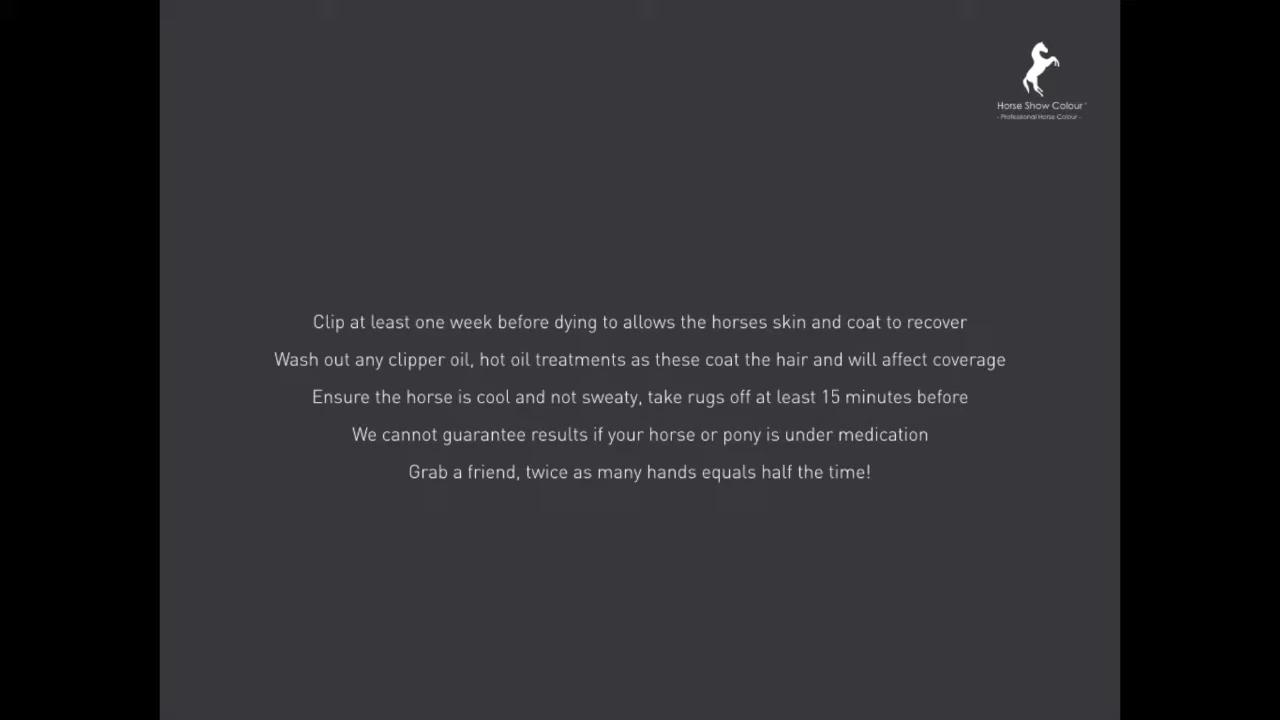 Horse Show Colour
- Professional Horse Colour -
Clip at least one week before dying to allows the horses skin and coat to recover
Wash out any clipper oil, hot oil treatments as these coat the hair and will affect coverage
Ensure the horse is cool and not sweaty, take rugs off at least 15 minutes before
We cannot guarantee results if your horse or pony is under medication
Grab a friend, twice as many hands equals half the time!